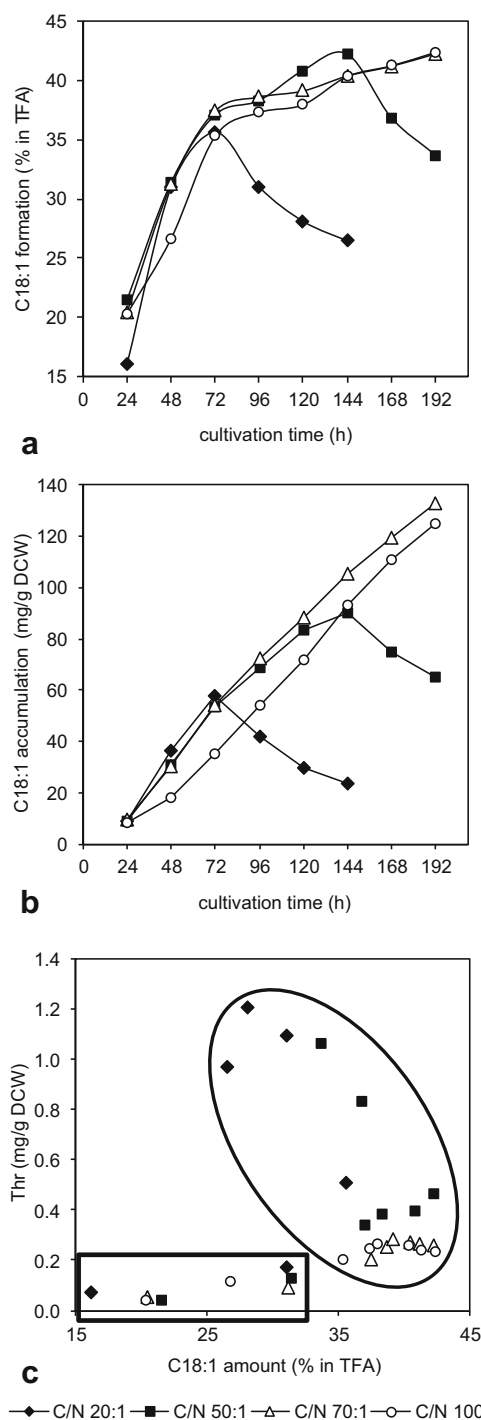 45
40
35
30
25
20
15
C18:1 formation (% in TFA)
0 24 48 72 96 120 144 168 192
cultivation time (h)
a
140
120
100
80
60
40
20
0
C18:1 accumulation (mg/g DCW)
0 24 48 72 96 120 144 168 192
cultivation time (h)
b
1.4
1.2
1.0
0.8
0.6
0.4
0.2
0.0
Thr (mg/g DCW)
15 25 35 45
C18:1 amount (% in TFA)
c
C/N 20:1 C/N 50:1 C/N 70:1 C/N 100